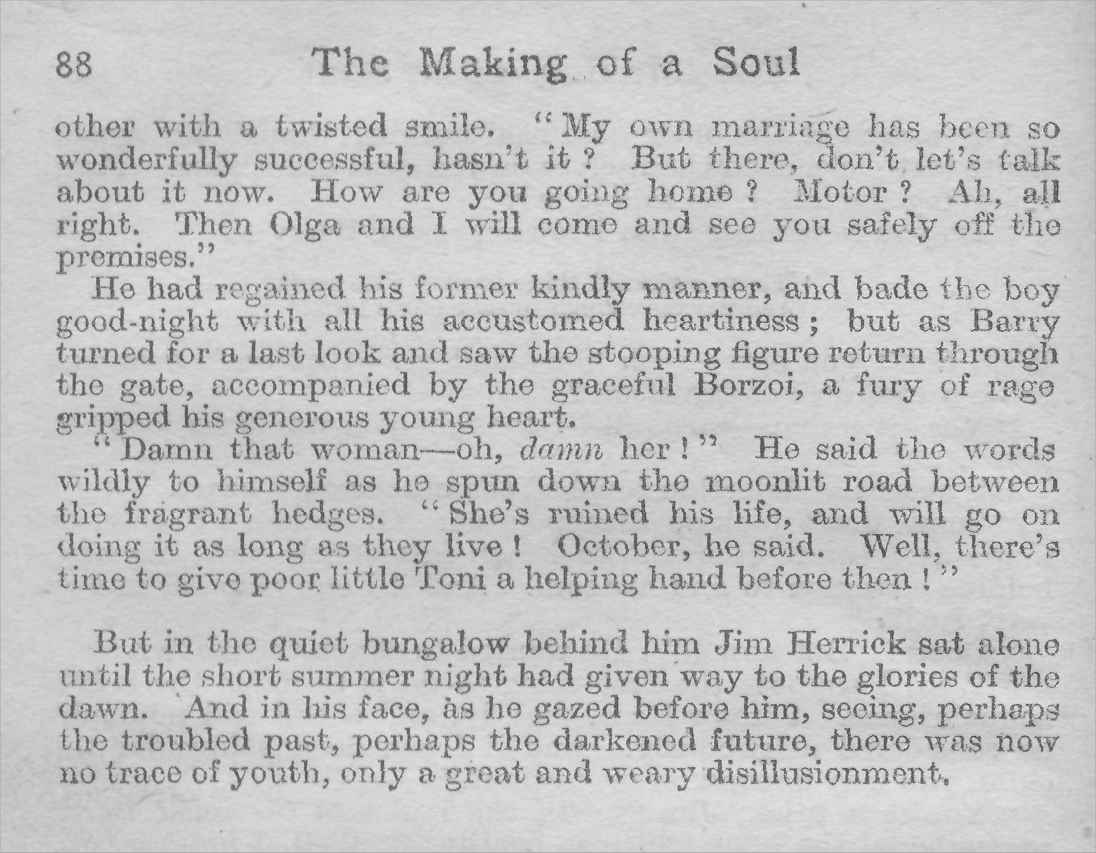 88 The Making of a Soul
other with a twisted smile. “ My own marriage has been so
wonderfully successful, hasn’t it ? But there, don’t let’s talk
about it now. How are you going home ? Motor ? Ah, all
right. Then Olga and I will come and see you safely off the
premises.”
He had regained his former kindly manner, and bade the boy
good-night with all his accustomed heartiness ; but as Barry
turned for a last look and saw the stooping figure return through
the gate, accompanied by the graceful Borzoi, a fury of rage
gripped his generous young heart.
“ Damn that woman—oh, damn her ! ” He said the words
wildly to himself as he spun down the moonlit road between
the fragrant hedges. “ She’s ruined his life, and will go on
doing it as long as they live ! October, he said. Well, there’s
time to give poor little Toni a helping hand before then ! ”
But in the quiet bungalow behind him Jim Herrick sat alone
until the short summer night had given way to the glories of the
dawn. And in his face, as he gazed before him, seeing, perhaps
the troubled past, perhaps the darkened future, there was now
no trace of youth, only a great and weary disillusionment.